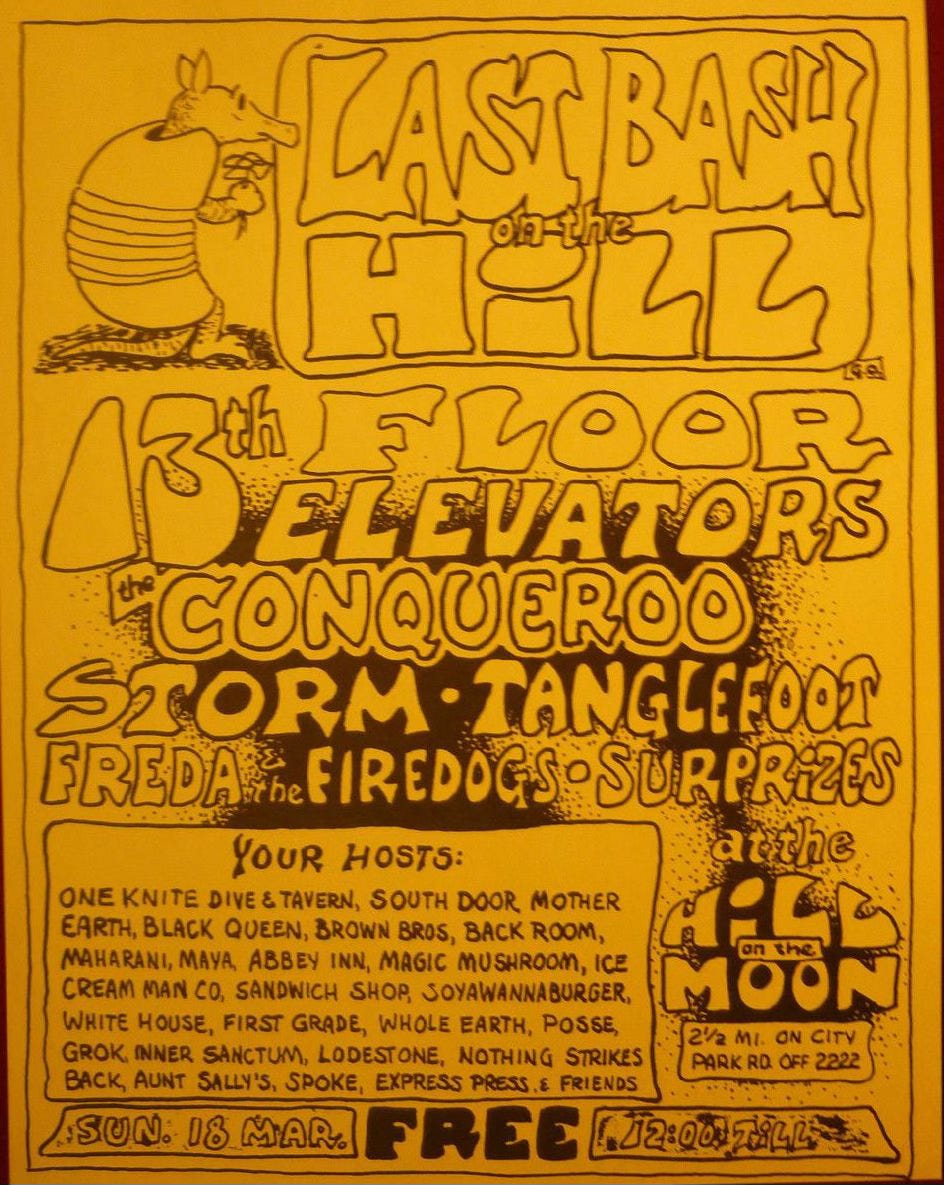 LAST BASH
on the
HiLL
G.O.
13th FLOOR
ELEVATORS
the CONQUEROO
STORM • TANGLEFOOT
FREDA & the FIREDOGS • SURPRiZES
YOUR HOSTS:
ONE KNITE DIVE & TAVERN, SOUTH DOOR, MOTHER
EARTH, BLACK QUEEN, BROWN BROS, BACK ROOM,
MAHARANI, MAYA, ABBEY INN, MAGIC MUSHROOM, ICE
CREAM MAN CO, SANDWICH SHOP, SOYAWANNABURGER,
WHITE HOUSE, FIRST GRADE, WHOLE EARTH, POSSE,
GROK, INNER SANCTUM, LODESTONE, NOTHING STRIKES
BACK, AUNT SALLY'S, SPOKE, EXPRESS PRESS, & FRIENDS
at the
HiLL
on the
MOON
2½ MI. ON CITY
PARK RD. OFF 2222
SUN. 18 MAR. FREE 12:00 TiLL